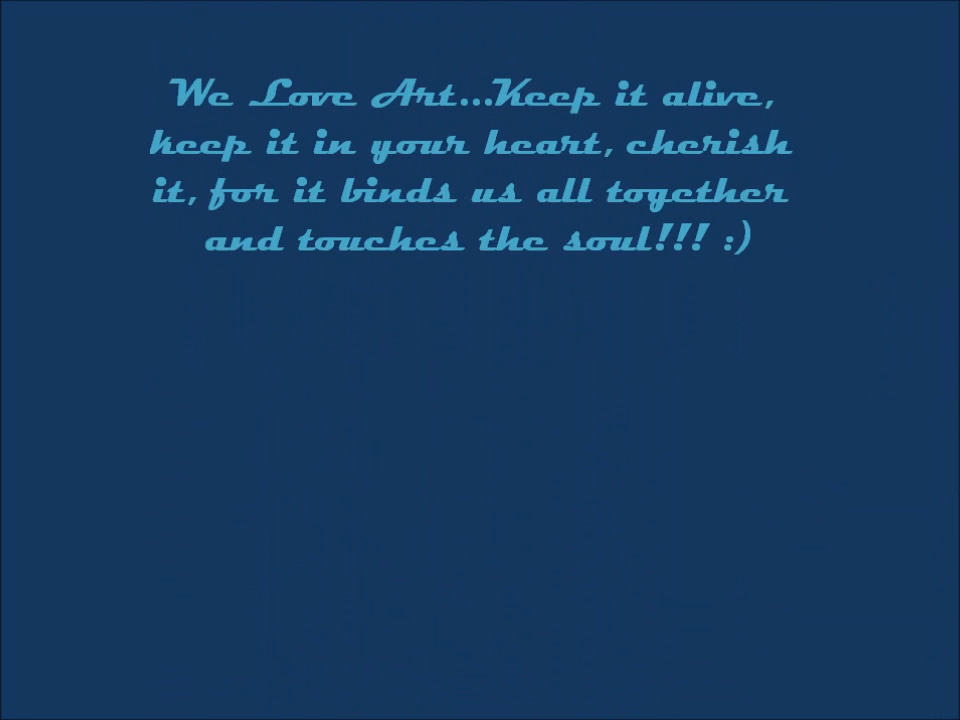 We Love Art...Keep it alive,
keep it in your heart, cherish
it, for it binds us all together
and touches the soul!!! :)